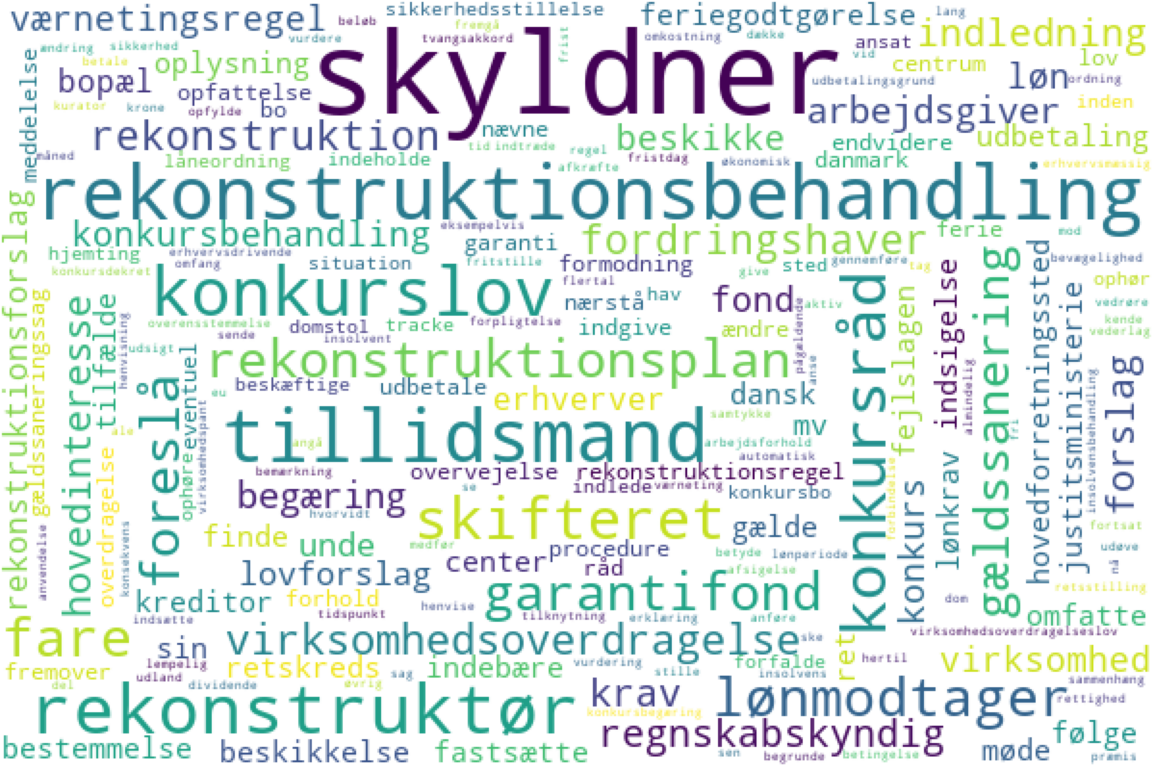 værnetingsregel
beløb
sikkerhedsstillelse
fremgå
feriegodtgørelse
lang
ændring
sikkerhed
vurdere
tvangsakkord
skyldner
frist
omkostning
dække
ansat
indledning
meddelelse
betale
oplysning
vid
centrum
lov
bopæl
opfattelse
udbetalingsgrund
løn
ordning
kurator
krone
opfylde
bo
arbejdsgiver
inden
rekonstruktion
nævne
beskikke
endvidere
udbetaling
måned
låneordning
indeholde
tid
indtræde
regel
fristdag
afkræfte
økonomisk
danmark
erhvervsmæssig
rekonstruktionsbehandling
rekonstruktionsforslag
konkursbehandling
eksempelvis
garanti
fordringshaver
ferie
mod
bevægelighed
hjemting
erhvervsdrivende
konkursdekret
omfang
situation
fritstille
flertal
formodning
give
sted
gennemføre
tag
ophør
gældssaneringssag
hovedinteresse
tilfælde
konkurslov
nærstå
hav
fond
aktiv
konkursråd
fejlslagen
indsigelse
gældssanering
hovedforretningssted
justitsministerie
vedrøre
kende
vederlag
henvisning
overensstemmelse
sende
domstol
insolvent
tracke
forpligtelse
indgive
ændre
pågældende
anse
udsigt
rekonstruktionsplan
foreslå
eventuel
ophøre
virksomhedspant
eu
beskæftige
udbetale
erhverver
dansk
samtykke
almindelig
fri
insolvensbehandling
forslag
tillidsmand
angå
mv
arbejdsforhold
automatisk
overdragelse
bemærkning
overvejelse
rekonstruktionsregel
se
indlede
værneting
konkursbo
begæring
hvorvidt
skifteret
gælde
forbindelse
konkurs
lønkrav
fortsat
anvendelse
konsekvens
finde
unde
medfør
procedure
betyde
lønperiode
udøve
nå
center
råd
afsigelse
retsstilling
lovforslag
garantifond
dom
kreditor
forhold
indsætte
tidspunkt
henvise
tilknytning
erklæring
anføre
omfatte
fare
sin
virksomhedsoverdragelse
ske
ret
virksomhedsoverdragelseslov
fremover
lempelig
udland
retskreds
indebære
vurdering
stille
forfalde
insolvens
hertil
virksomhed
sammenhæng
del
dividende
øvrig
sag
rekonstruktør
konkursbegæring
krav
lønmodtager
rettighed
bestemmelse
beskikkelse
fastsætte
regnskabskyndig
sen
begrunde
betingelse
møde
følge
præmis